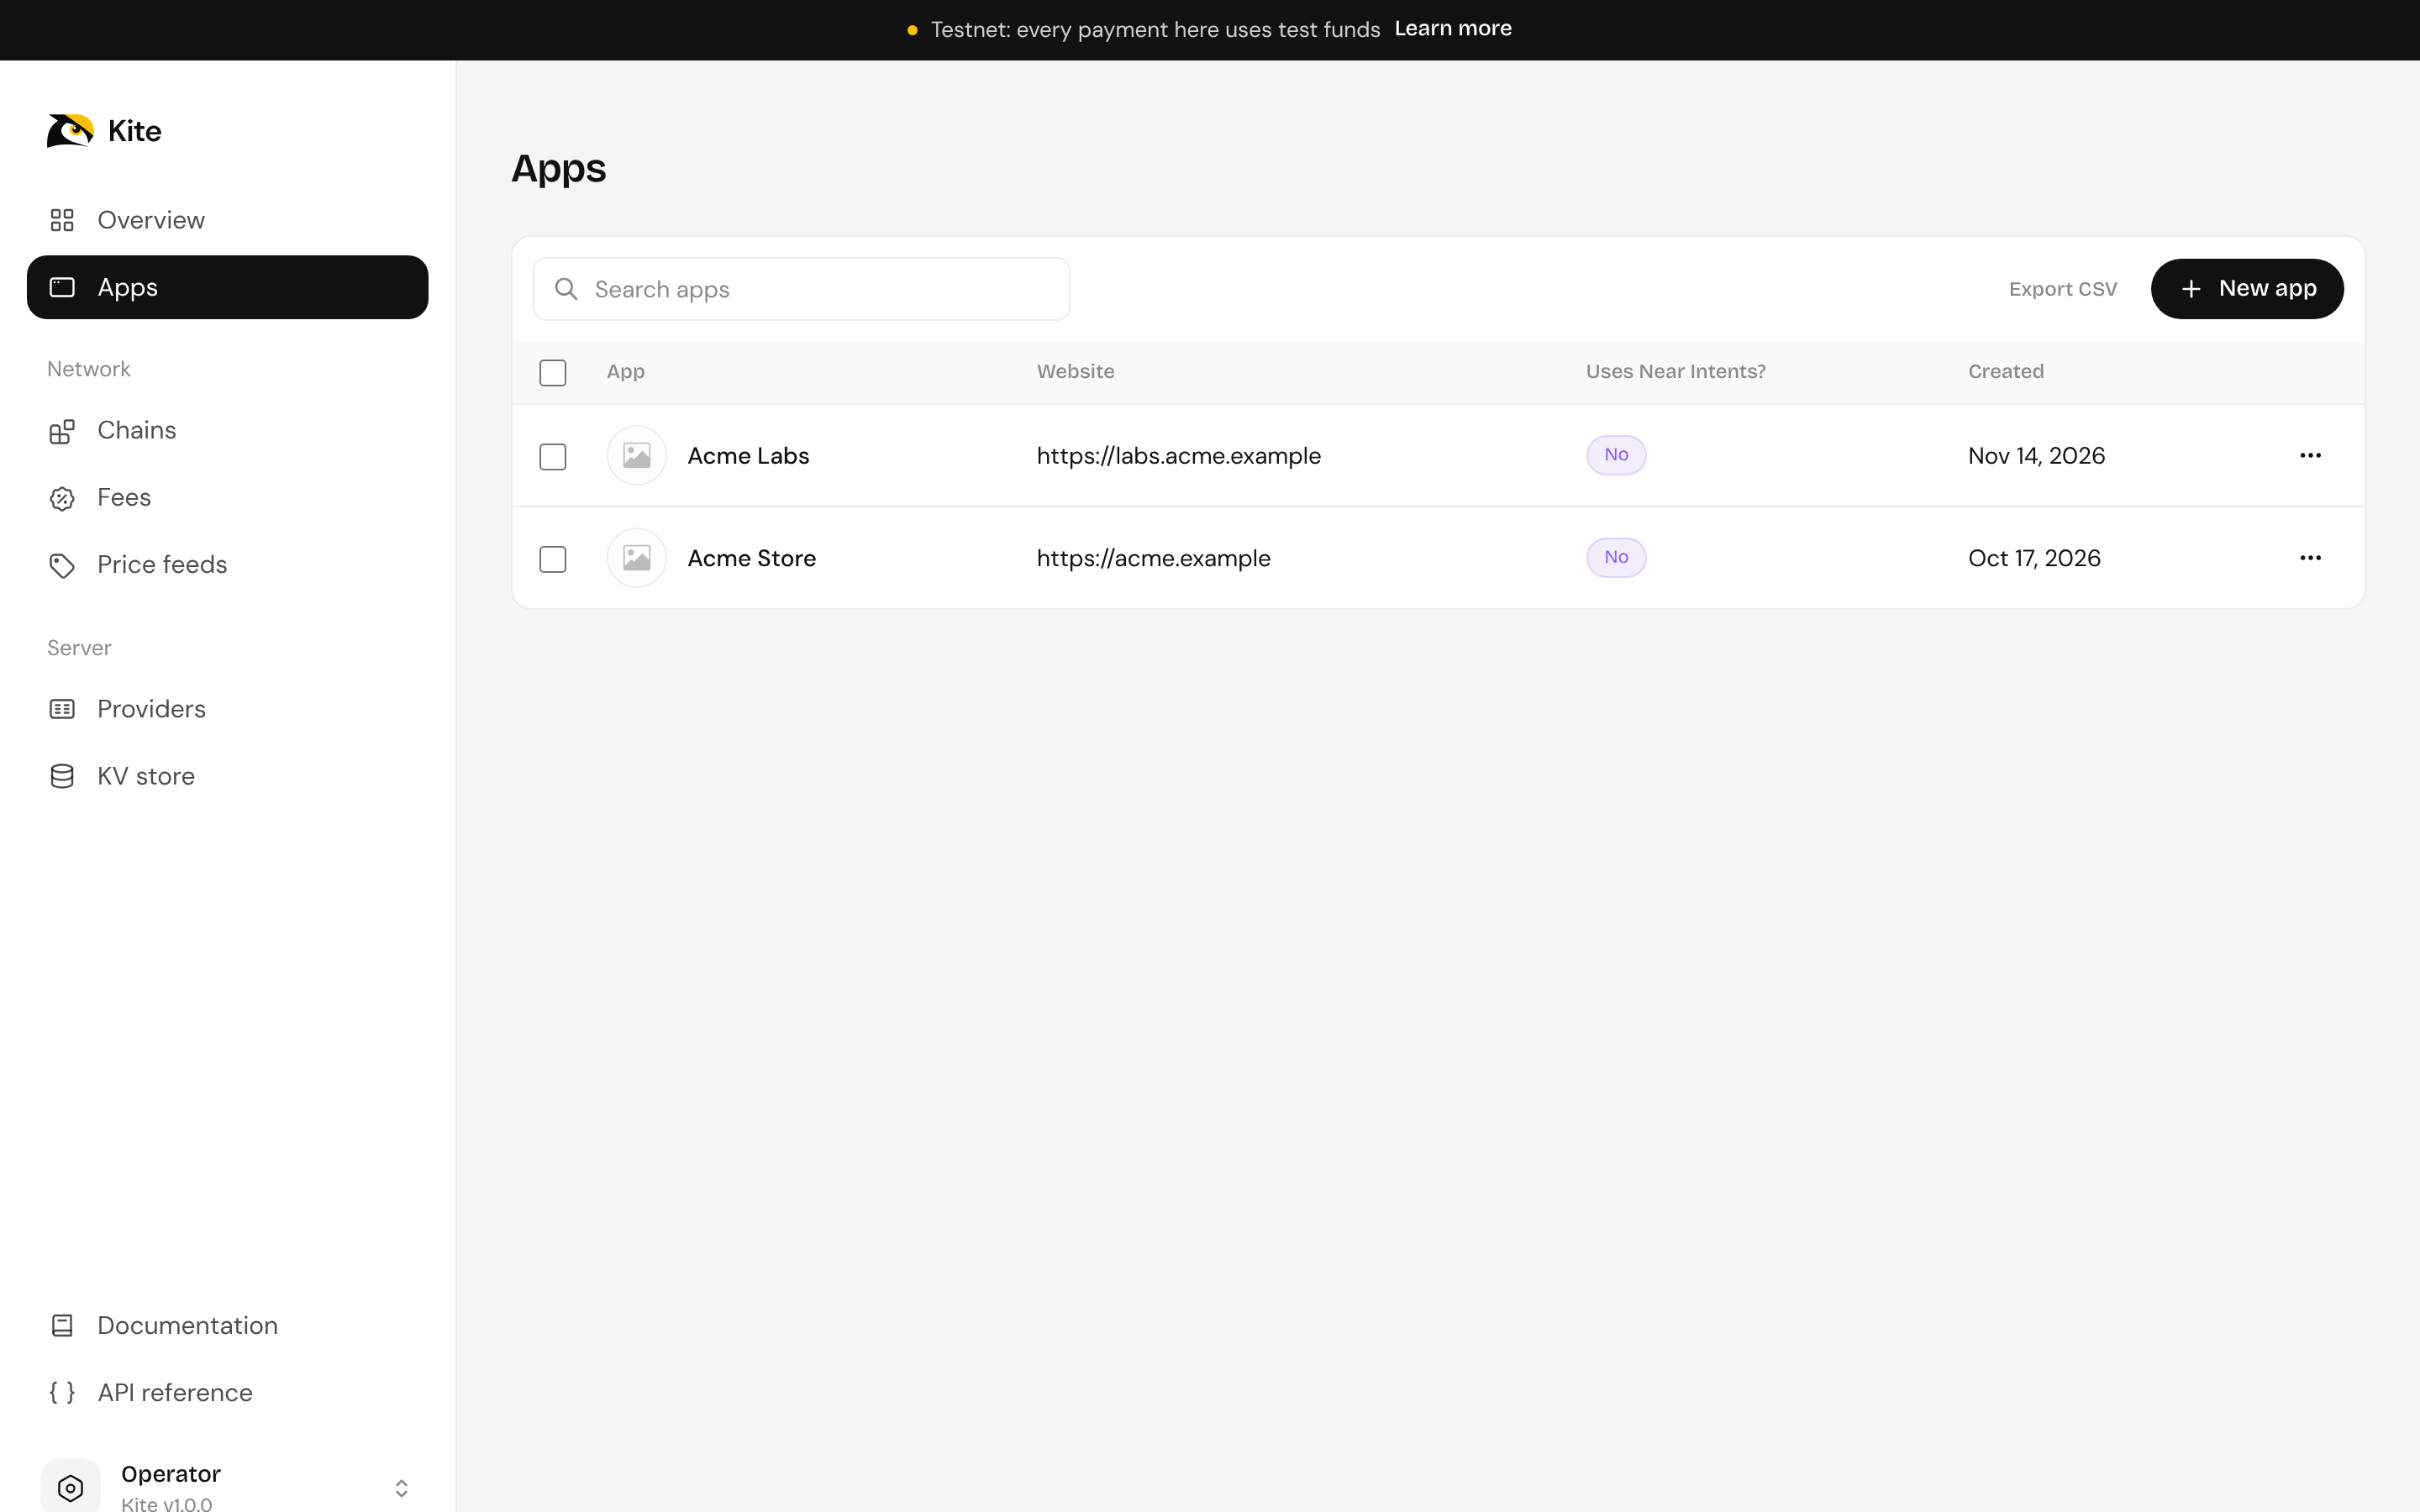 Testnet: every payment here uses test funds Learn more
Kite
Overview
Apps
Network
Chains
Fees
Price feeds
Server
Providers
KV store
Documentation
API reference
Operator
Kite v1.0.0
Apps
Search apps
Export CSV
New app
App Website Uses Near Intents? Created
Acme Labs https://labs.acme.example No Nov 14, 2026
Acme Store https://acme.example No Oct 17, 2026